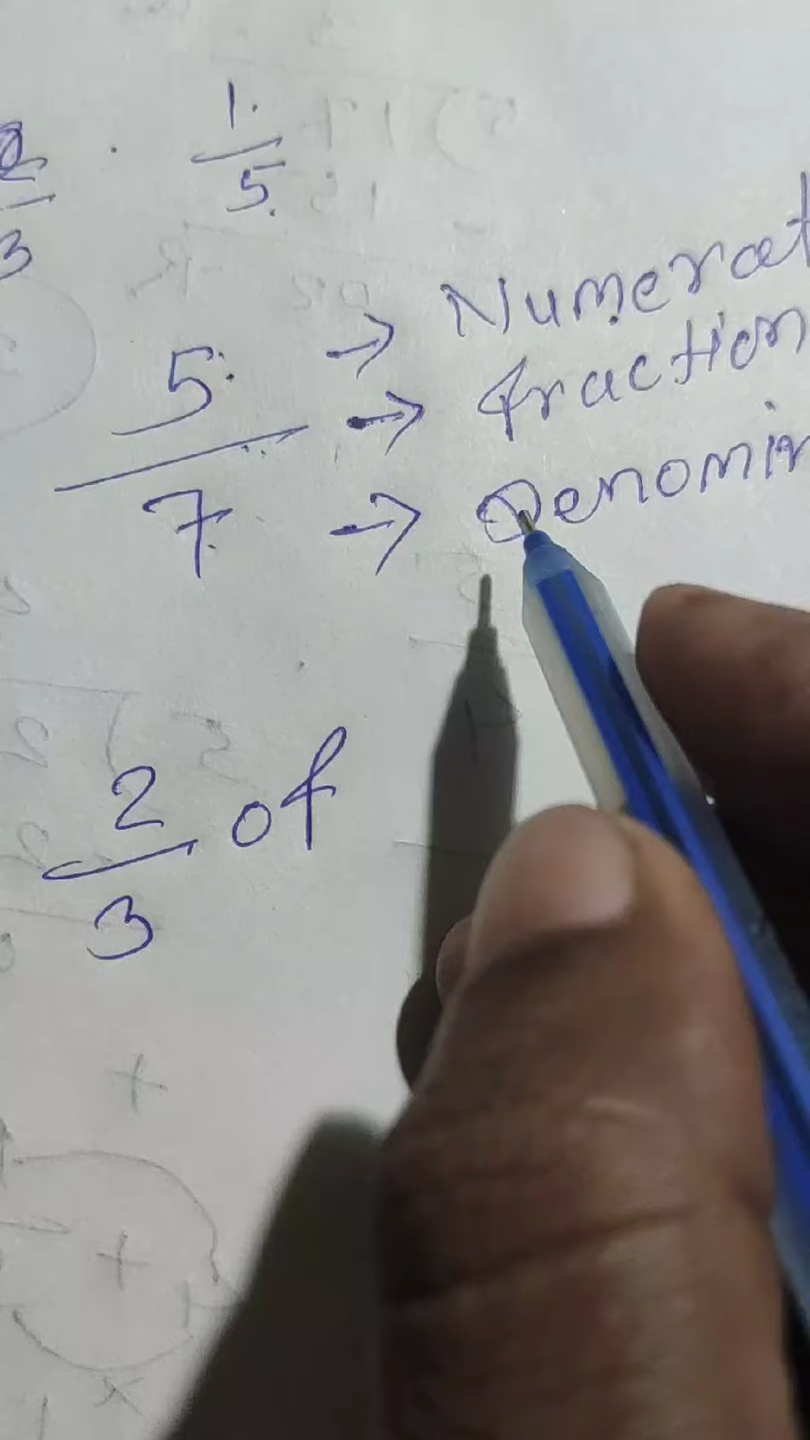 2/3 . 1/5
5/7 → Numerat
→ fraction
→ Denomin
2/3 of